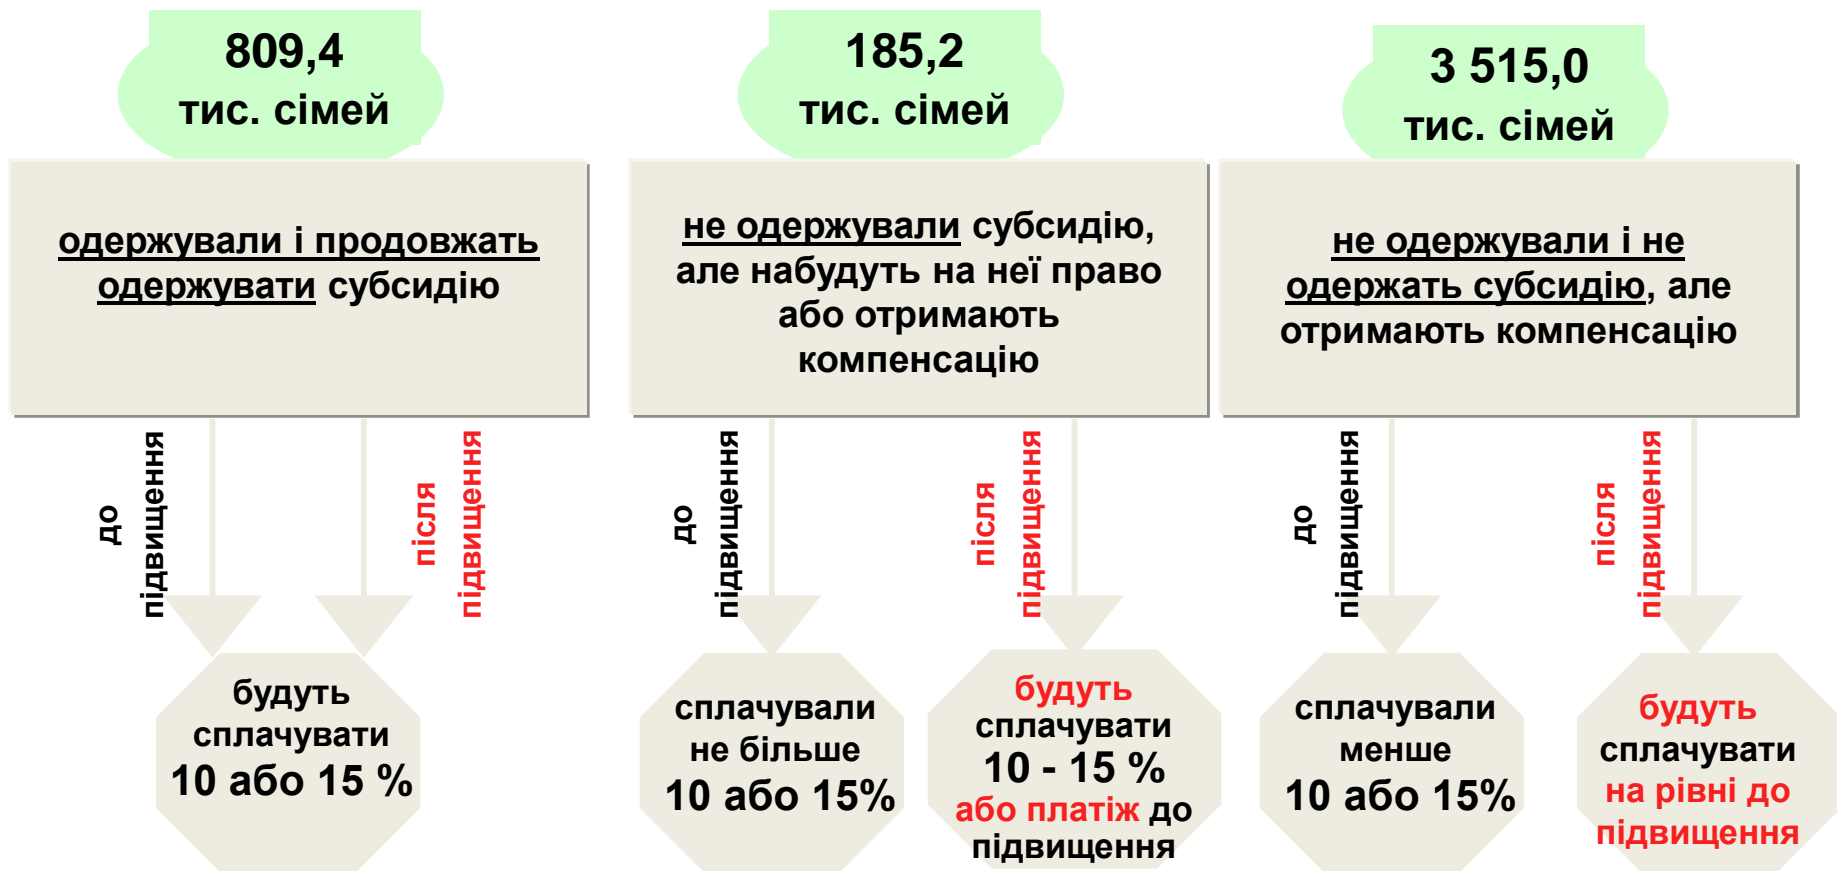 809,4
тис. сімей
одержували і продовжать
одержувати субсидію
до
підвищення
після
підвищення
будуть
сплачувати
10 або 15 %
185,2
тис. сімей
не одержували субсидію,
але набудуть на неї право
або отримають
компенсацію
до
підвищення
після
підвищення
сплачували
не більше
10 або 15%
будуть
сплачувати
10 - 15 %
або платіж до
підвищення
3 515,0
тис. сімей
не одержували і не
одержать субсидію, але
отримають компенсацію
до
підвищення
після
підвищення
сплачували
менше
10 або 15%
будуть
сплачувати
на рівні до
підвищення